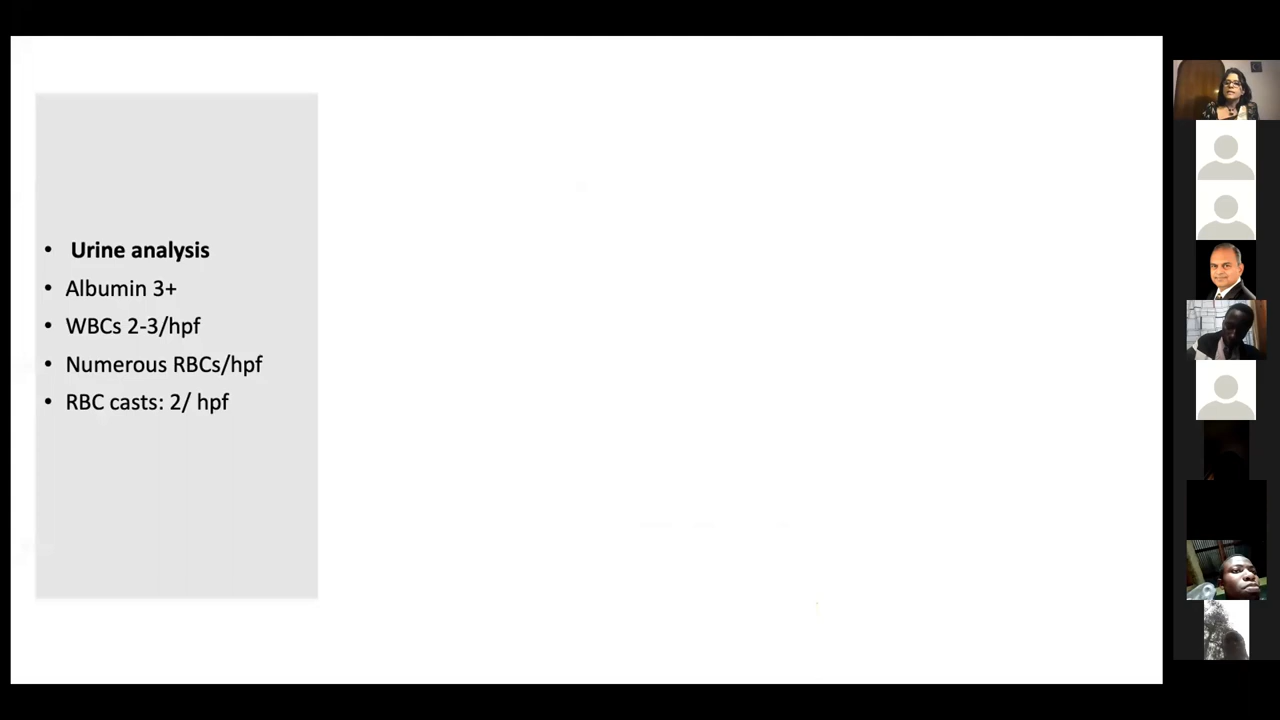 • Urine analysis
• Albumin 3+
• WBCs 2-3/hpf
• Numerous RBCs/hpf
• RBC casts: 2/ hpf